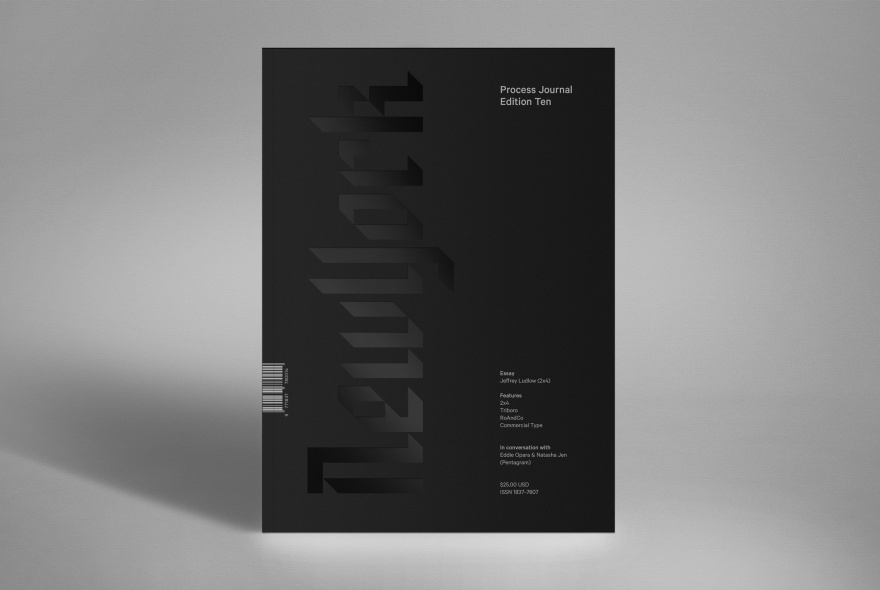 New York
Process Journal
Edition Ten
Essay
Jeffrey Ludlow (2x4)
Features
2x4
Triboro
RoAndCo
Commercial Type
In conversation with
Eddie Opara & Natasha Jen
(Pentagram)
$25.00 USD
ISSN 1837-7807